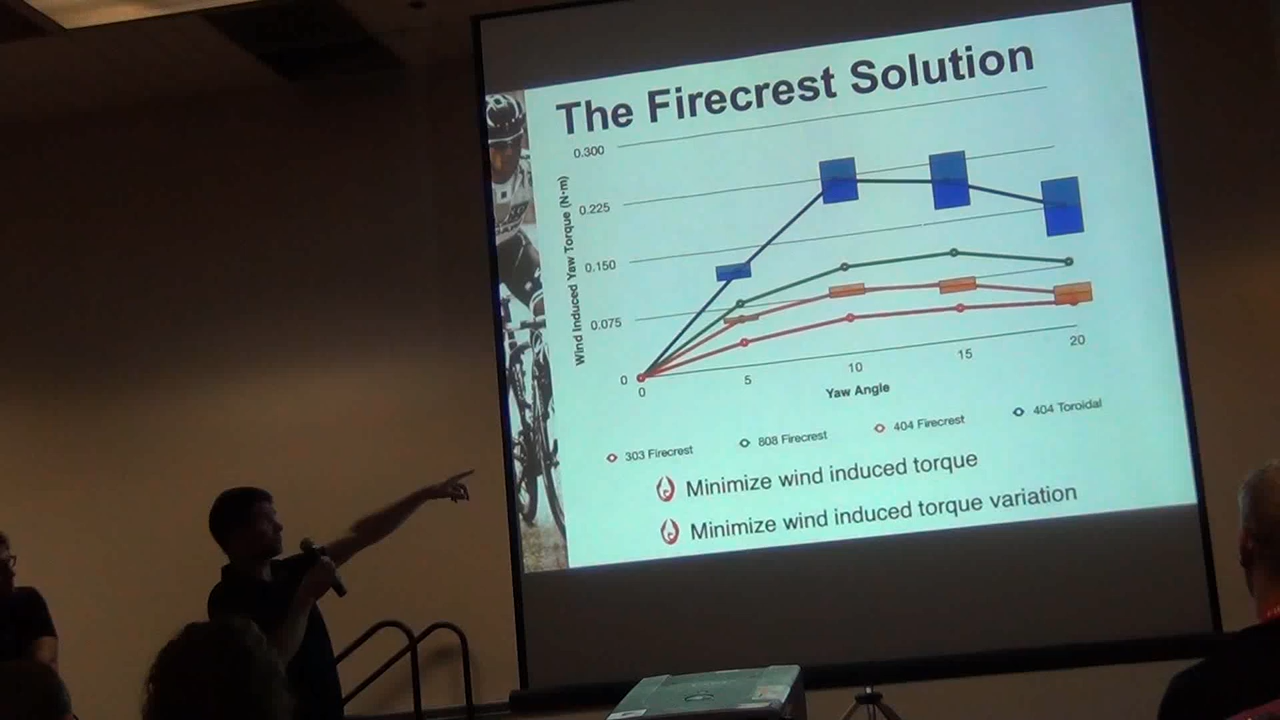 The Firecrest Solution
Wind Induced Yaw Torque (N·m)
0.300
0.225
0.150
0.075
0
0 5 10 15 20
Yaw Angle
303 Firecrest 808 Firecrest 404 Firecrest 404 Toroidal
Minimize wind induced torque
Minimize wind induced torque variation